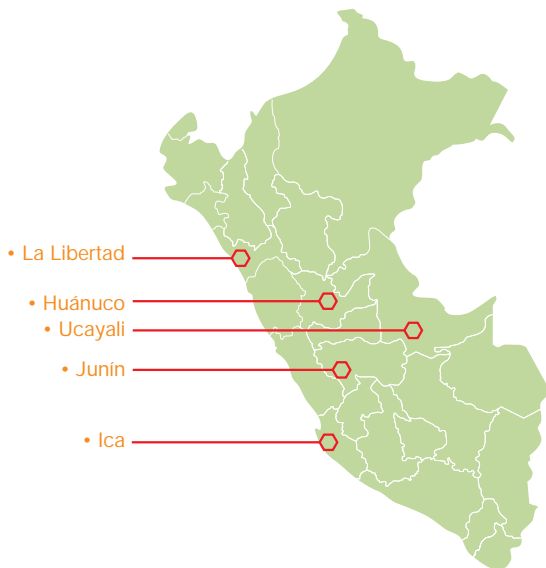 • La Libertad
• Huánuco
• Ucayali
• Junín
• Ica